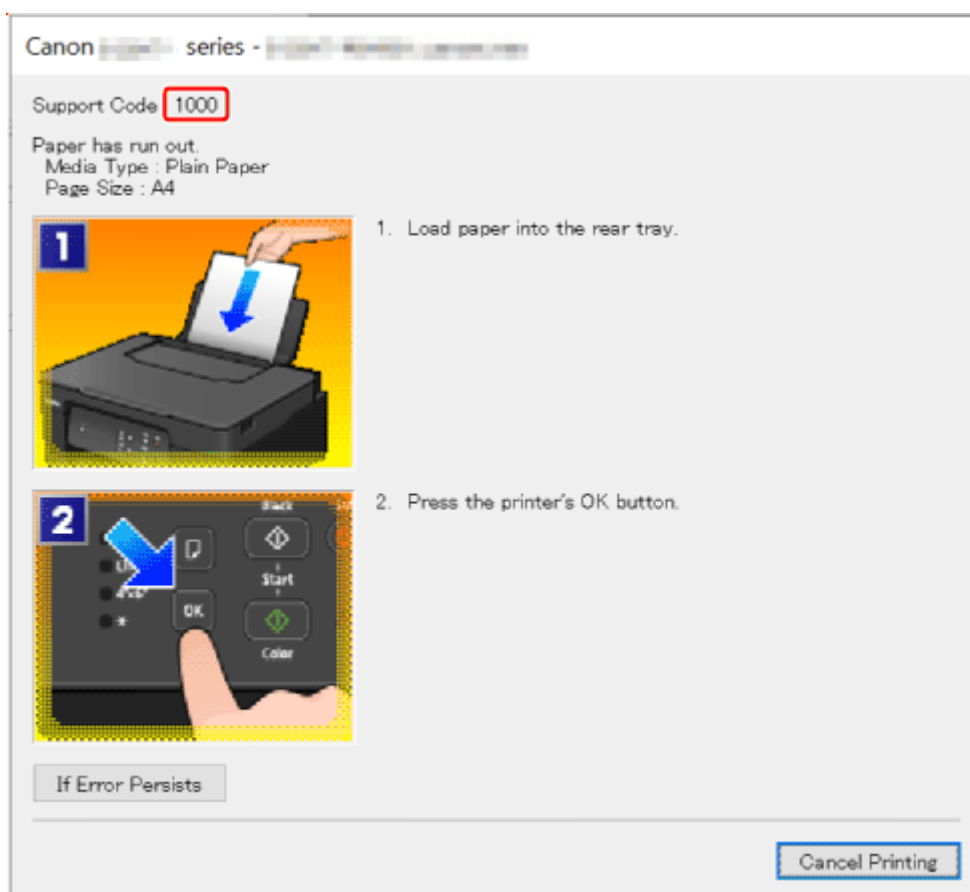 Canon series -
Support Code 1000
Paper has run out.
Media Type : Plain Paper
Page Size : A4
1
1. Load paper into the rear tray.
2
2. Press the printer's OK button.
Black
Start
4"x6"
OK
Color
If Error Persists
Cancel Printing